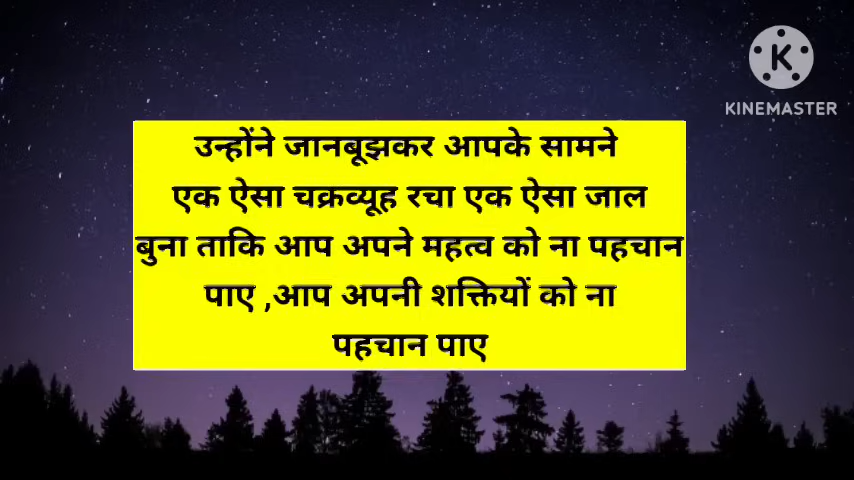 KINEMASTER
उन्होंने जानबूझकर आपके सामने
एक ऐसा चक्रव्यूह रचा एक ऐसा जाल
बुना ताकि आप अपने महत्व को ना पहचान
पाए ,आप अपनी शक्तियों को ना
पहचान पाए